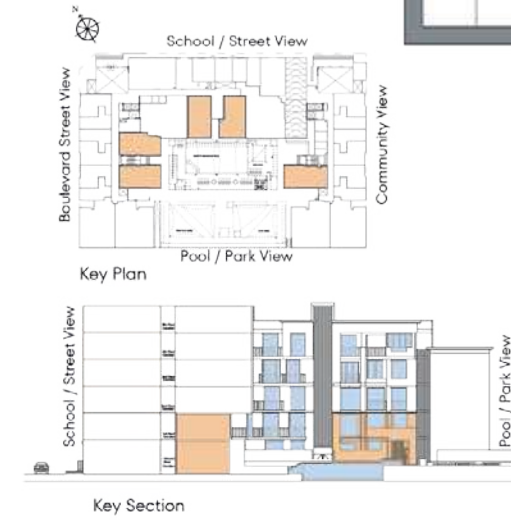 N
School / Street View
Boulevard Street View
Community View
Pool / Park View
Key Plan
School / Street View
Pool / Park View
Key Section